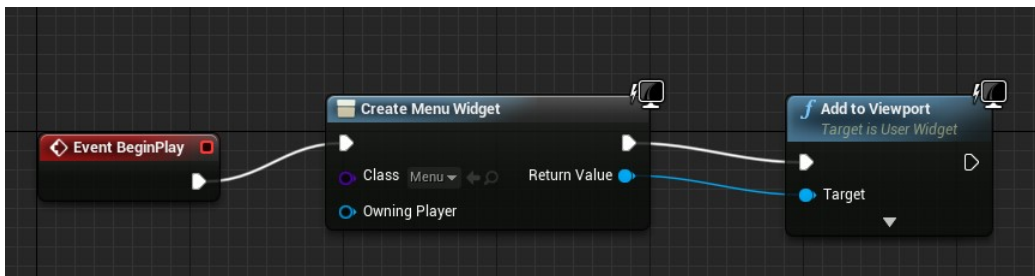 Event BeginPlay
Create Menu Widget
Class Menu
Return Value
Owning Player
f Add to Viewport
Target is User Widget
Target